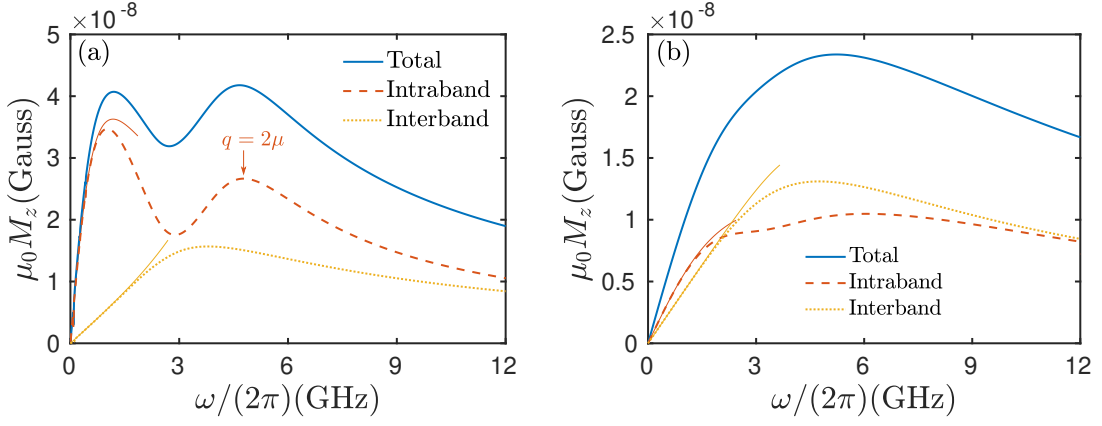 ×10⁻⁸
(a)
Total
Intraband
Interband
q = 2μ
5
4
3
2
1
0
0 3 6 9 12
μ₀M_z(Gauss)
ω/(2π)(GHz)
×10⁻⁸
(b)
2.5
2
1.5
1
0.5
0
Total
Intraband
Interband
0 3 6 9 12
μ₀M_z(Gauss)
ω/(2π)(GHz)